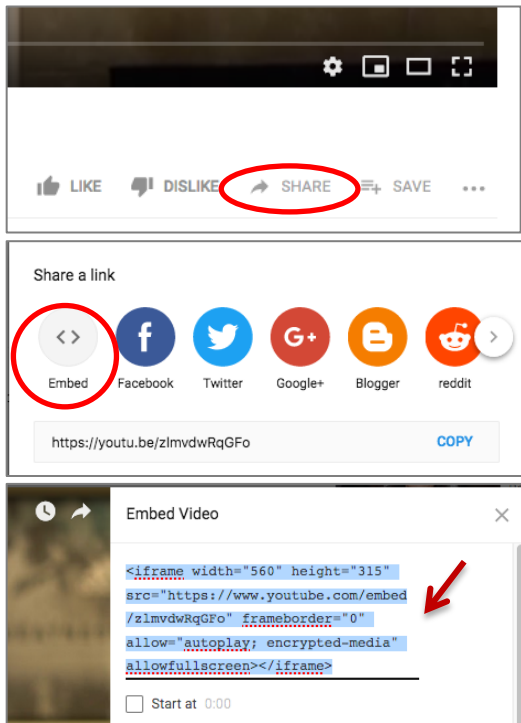 LIKE DISLIKE SHARE SAVE
Share a link
Embed Facebook Twitter Google+ Blogger reddit
https://youtu.be/zlmvdwRqGFo COPY
Embed Video
<iframe width="560" height="315"
src="https://www.youtube.com/embed
/zlmvdwRqGFo" frameborder="0"
allow="autoplay; encrypted-media"
allowfullscreen></iframe>
Start at 0:00